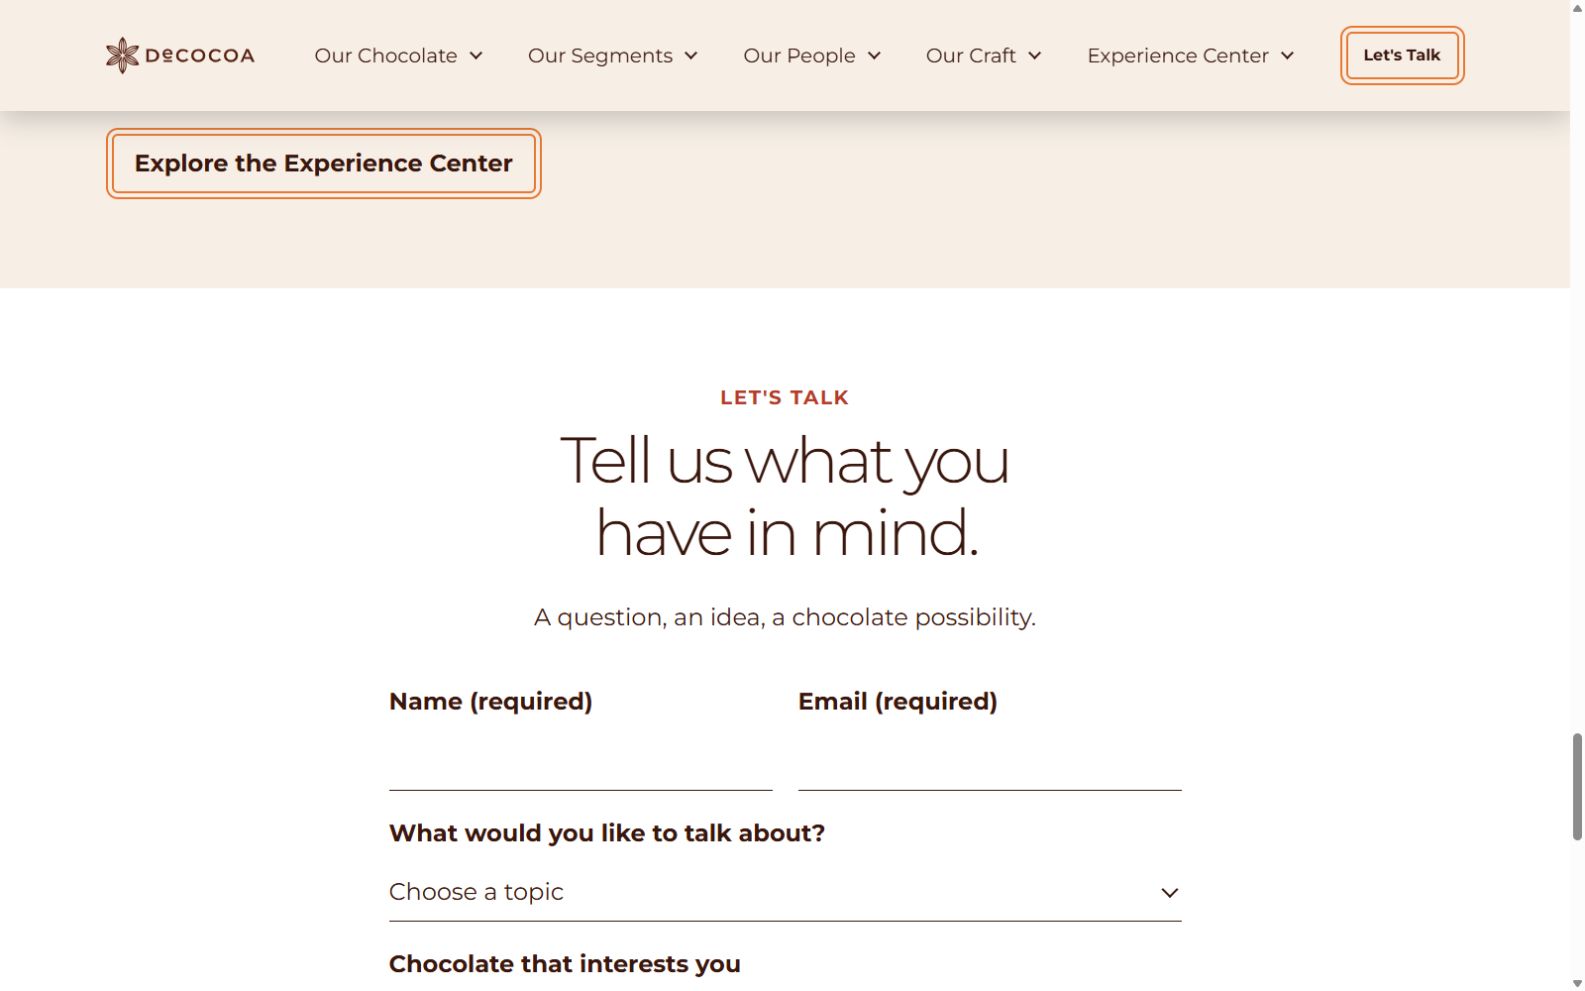 DeCOCOA
Our Chocolate
Our Segments
Our People
Our Craft
Experience Center
Let's Talk
Explore the Experience Center
LET'S TALK
Tell us what you
have in mind.
A question, an idea, a chocolate possibility.
Name (required)
Email (required)
What would you like to talk about?
Choose a topic
Chocolate that interests you